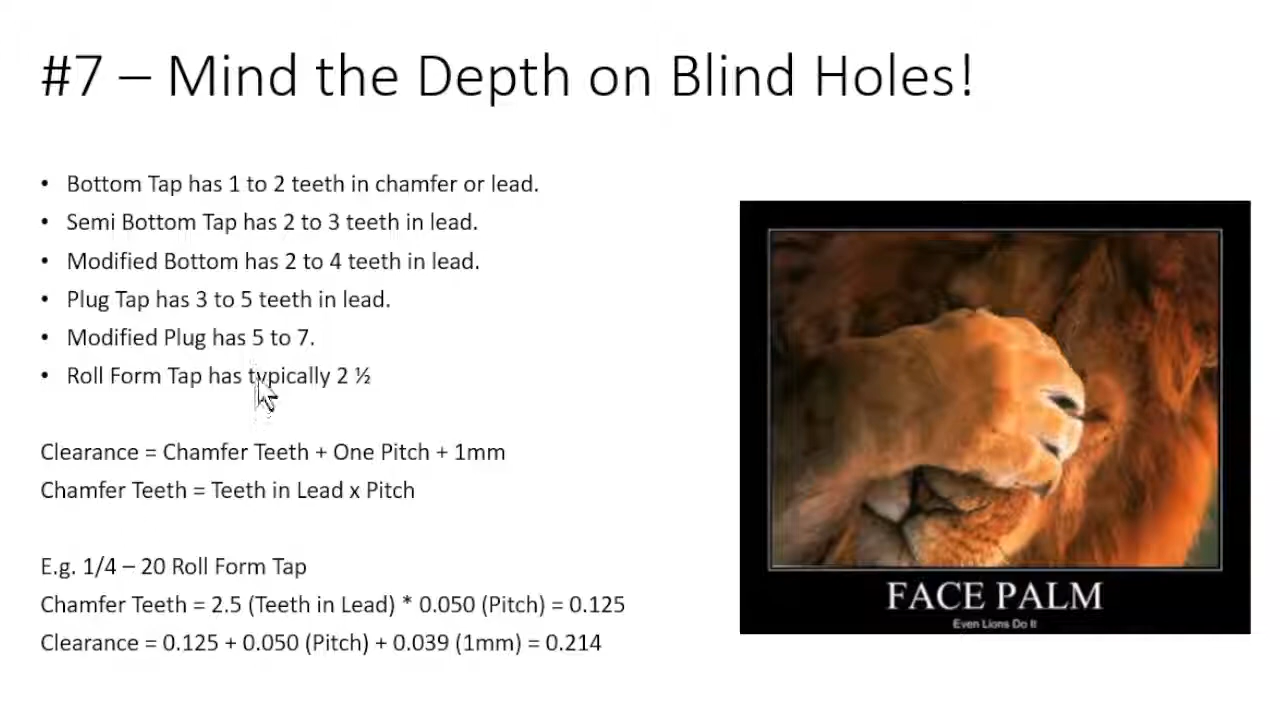 #7 – Mind the Depth on Blind Holes!
• Bottom Tap has 1 to 2 teeth in chamfer or lead.
• Semi Bottom Tap has 2 to 3 teeth in lead.
• Modified Bottom has 2 to 4 teeth in lead.
• Plug Tap has 3 to 5 teeth in lead.
• Modified Plug has 5 to 7.
• Roll Form Tap has typically 2 ½
Clearance = Chamfer Teeth + One Pitch + 1mm
Chamfer Teeth = Teeth in Lead x Pitch
E.g. 1/4 – 20 Roll Form Tap
Chamfer Teeth = 2.5 (Teeth in Lead) * 0.050 (Pitch) = 0.125
Clearance = 0.125 + 0.050 (Pitch) + 0.039 (1mm) = 0.214
FACE PALM
Even Lions Do It